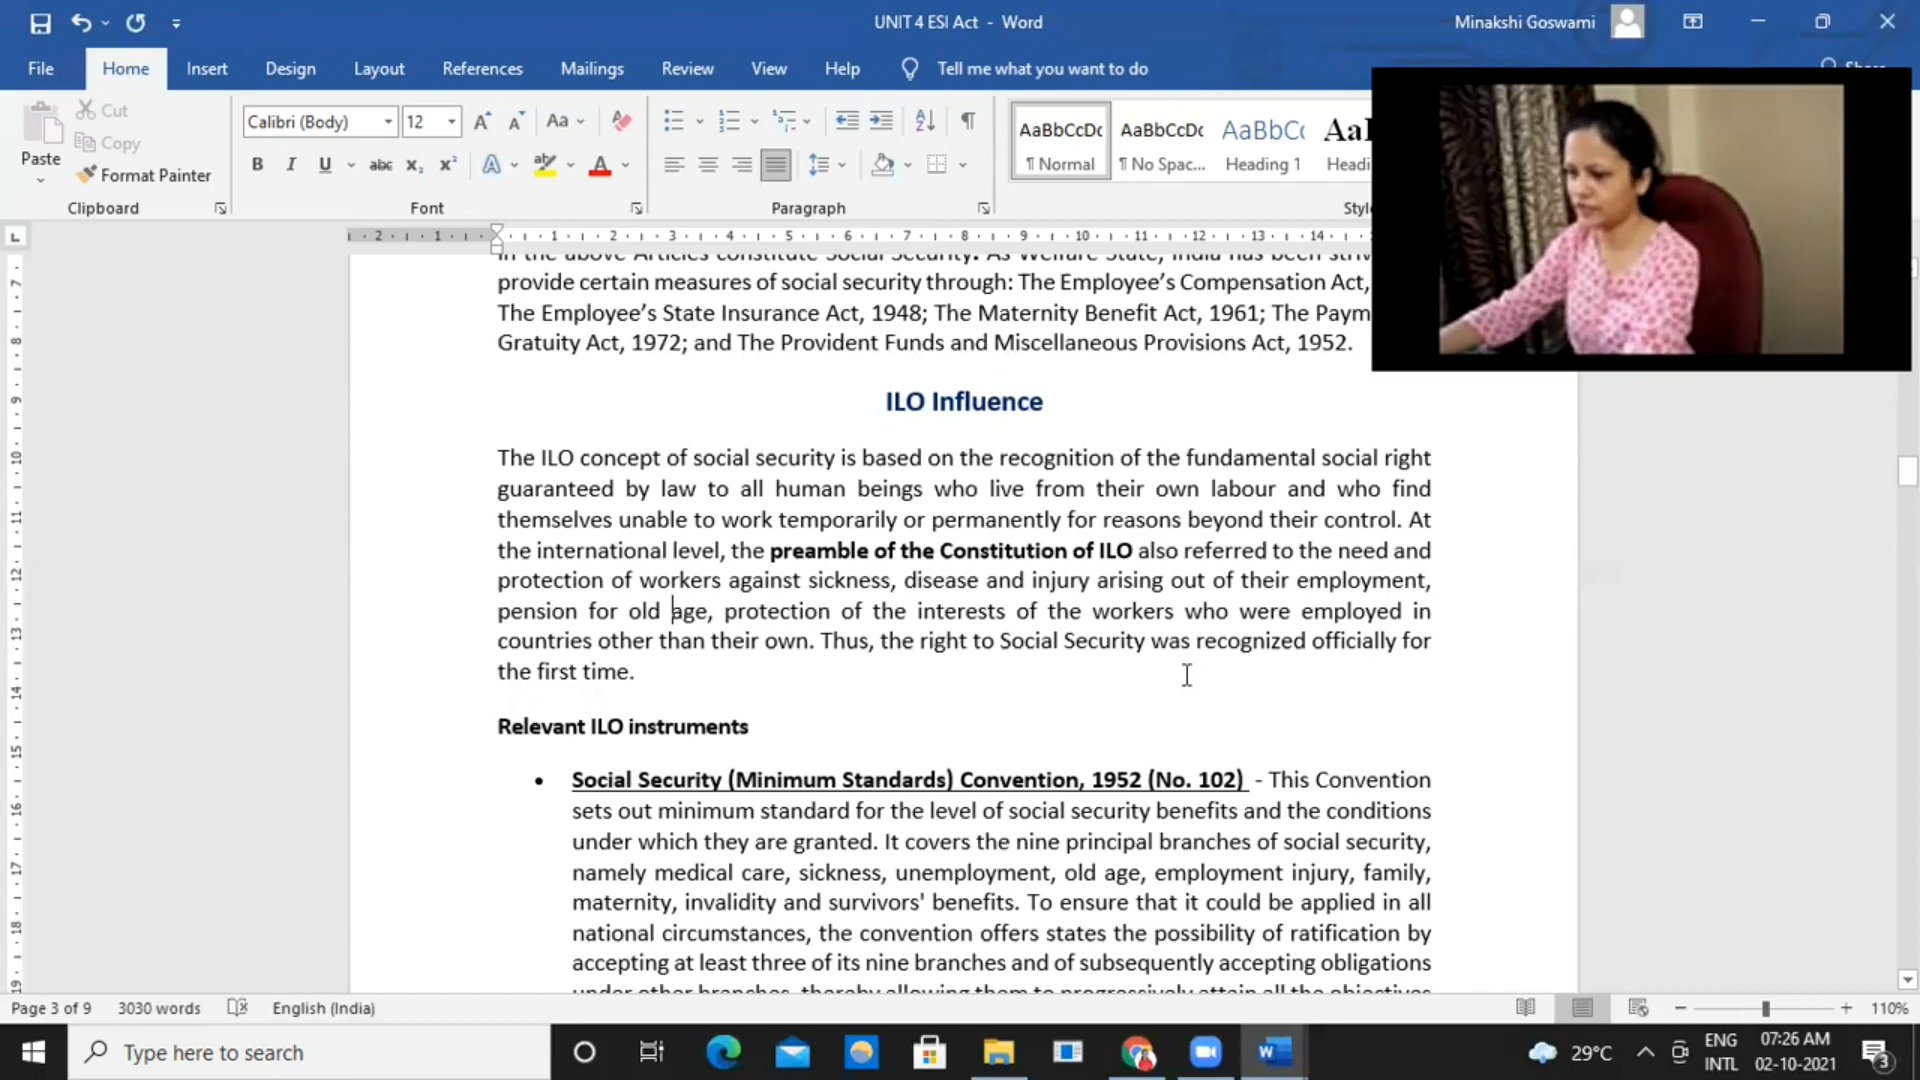 UNIT 4 ESI Act - Word
Minakshi Goswami
File Home Insert Design Layout References Mailings Review View Help Tell me what you want to do
Paste
Cut
Copy
Format Painter
Clipboard
Calibri (Body) 12
Font
Paragraph
AaBbCcDc AaBbCcDc AaBbC
¶ Normal ¶ No Spac... Heading 1
provide certain measures of social security through: The Employee's Compensation Act,
The Employee's State Insurance Act, 1948; The Maternity Benefit Act, 1961; The
Gratuity Act, 1972; and The Provident Funds and Miscellaneous Provisions Act, 1952.
ILO Influence
The ILO concept of social security is based on the recognition of the fundamental social right
guaranteed by law to all human beings who live from their own labour and who find
themselves unable to work temporarily or permanently for reasons beyond their control. At
the international level, the preamble of the Constitution of ILO also referred to the need and
protection of workers against sickness, disease and injury arising out of their employment,
pension for old age, protection of the interests of the workers who were employed in
countries other than their own. Thus, the right to Social Security was recognized officially for
the first time.
Relevant ILO instruments
• Social Security (Minimum Standards) Convention, 1952 (No. 102) - This Convention
sets out minimum standard for the level of social security benefits and the conditions
under which they are granted. It covers the nine principal branches of social security,
namely medical care, sickness, unemployment, old age, employment injury, family,
maternity, invalidity and survivors' benefits. To ensure that it could be applied in all
national circumstances, the convention offers states the possibility of ratification by
accepting at least three of its nine branches and of subsequently accepting obligations
under other branches, thereby allowing them to progressively attain all the objectives
Page 3 of 9 3030 words English (India) 110%
Type here to search
29°C ENG INTL 07:26 AM 02-10-2021 3